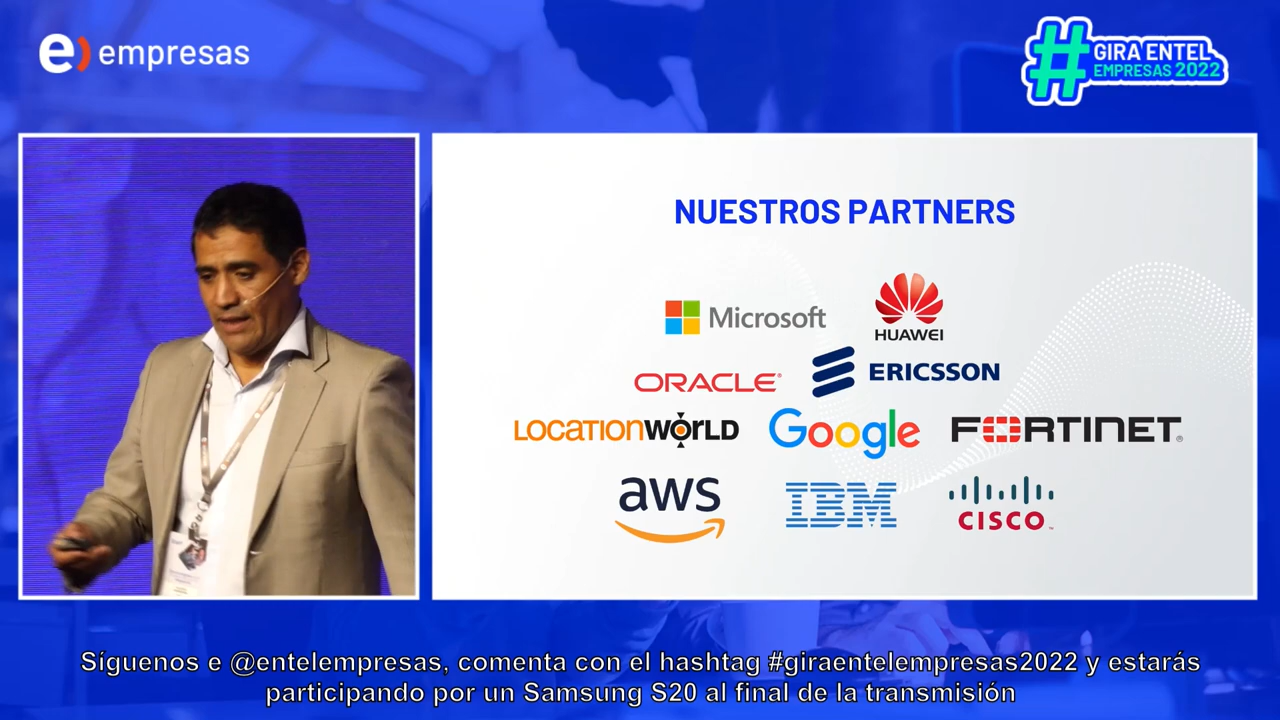 e) empresas
#GIRA ENTEL
EMPRESAS 2022
NUESTROS PARTNERS
Microsoft
HUAWEI
ORACLE
ERICSSON
LOCATIONWORLD
Google
FORTINET
aws
IBM
CISCO
Síguenos e @entelempresas, comenta con el hashtag #giraentelempresas2022 y estarás
participando por un Samsung S20 al final de la transmisión